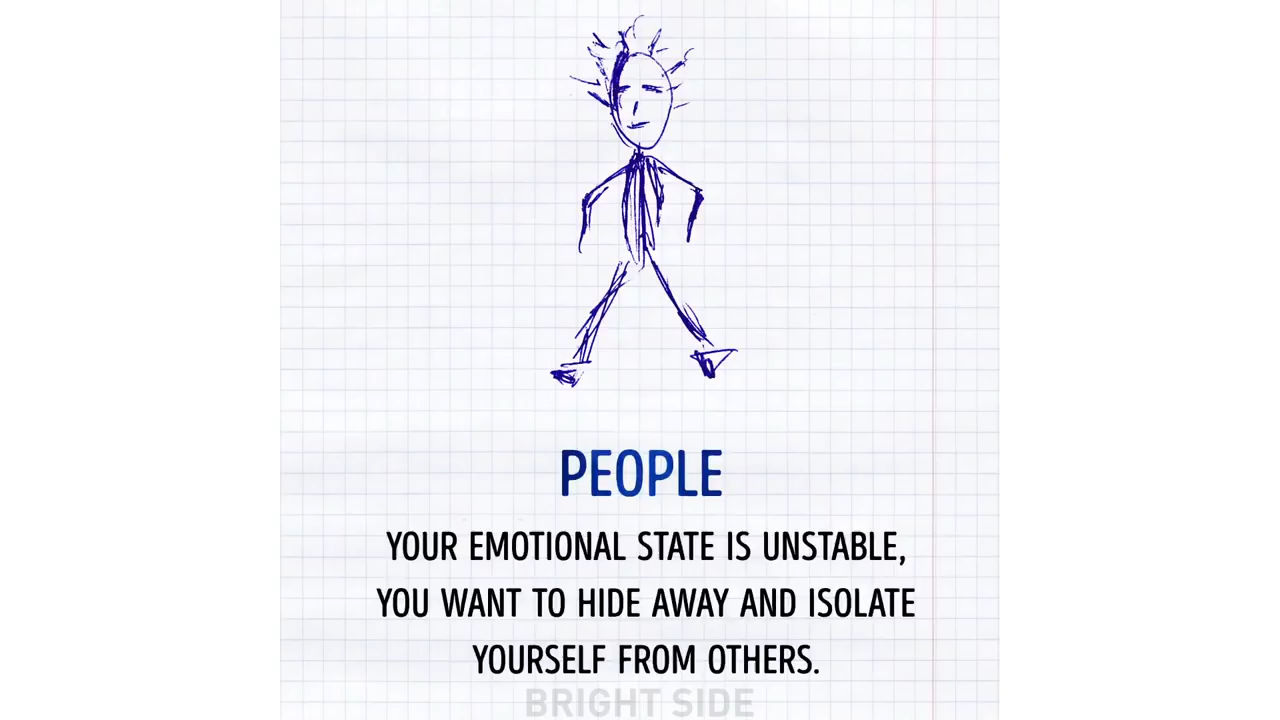 PEOPLE
YOUR EMOTIONAL STATE IS UNSTABLE,
YOU WANT TO HIDE AWAY AND ISOLATE
YOURSELF FROM OTHERS.
BRIGHT SIDE